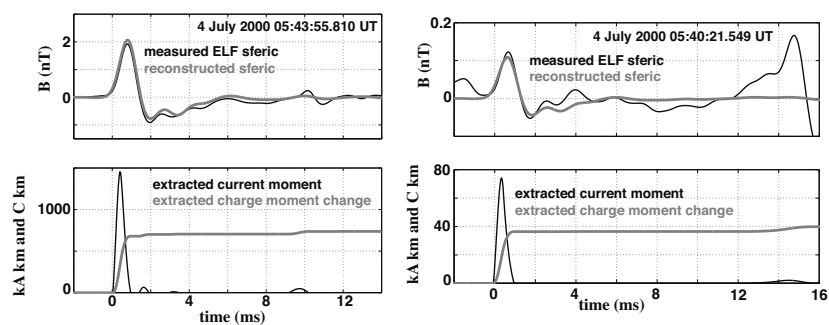 4 July 2000 05:43:55.810 UT
measured ELF sferic
reconstructed sferic
B (nT)
2
0
extracted current moment
extracted charge moment change
kA km and C km
1000
0
0 4 8 12
time (ms)
4 July 2000 05:40:21.549 UT
measured ELF sferic
reconstructed sferic
B (nT)
0.2
0
extracted current moment
extracted charge moment change
kA km and C km
80
40
0
0 4 8 12 16
time (ms)